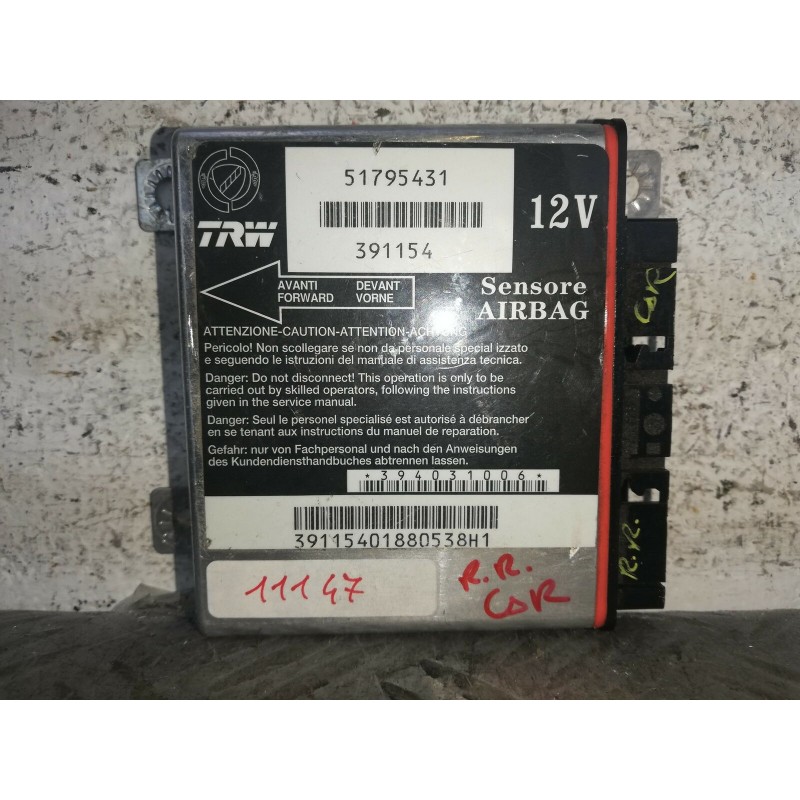 51795431
391154
12V
TRW
AVANTI DEVANT
FORWARD VORNE
Sensore
AIRBAG
ATTENZIONE-CAUTION-ATTENTION-ACHTUNG
Pericolo! Non scollegare se non da personale specializzato
e seguendo le istruzioni del manuale di assistenza tecnica.
Danger: Do not disconnect! This operation is only to be
carried out by skilled operators, following the instructions
given in the service manual.
Danger: Seul le personel specialisé est autorisé à débrancher
en se tenant aux instructions du manuel de reparation.
Gefahr: nur von Fachpersonal und nach den Anweisungen
des Kundendiensthandbuches abtrennen lassen.
*394031006*
39115401880538H1
11147
R.R.
COR
COR
R.R.